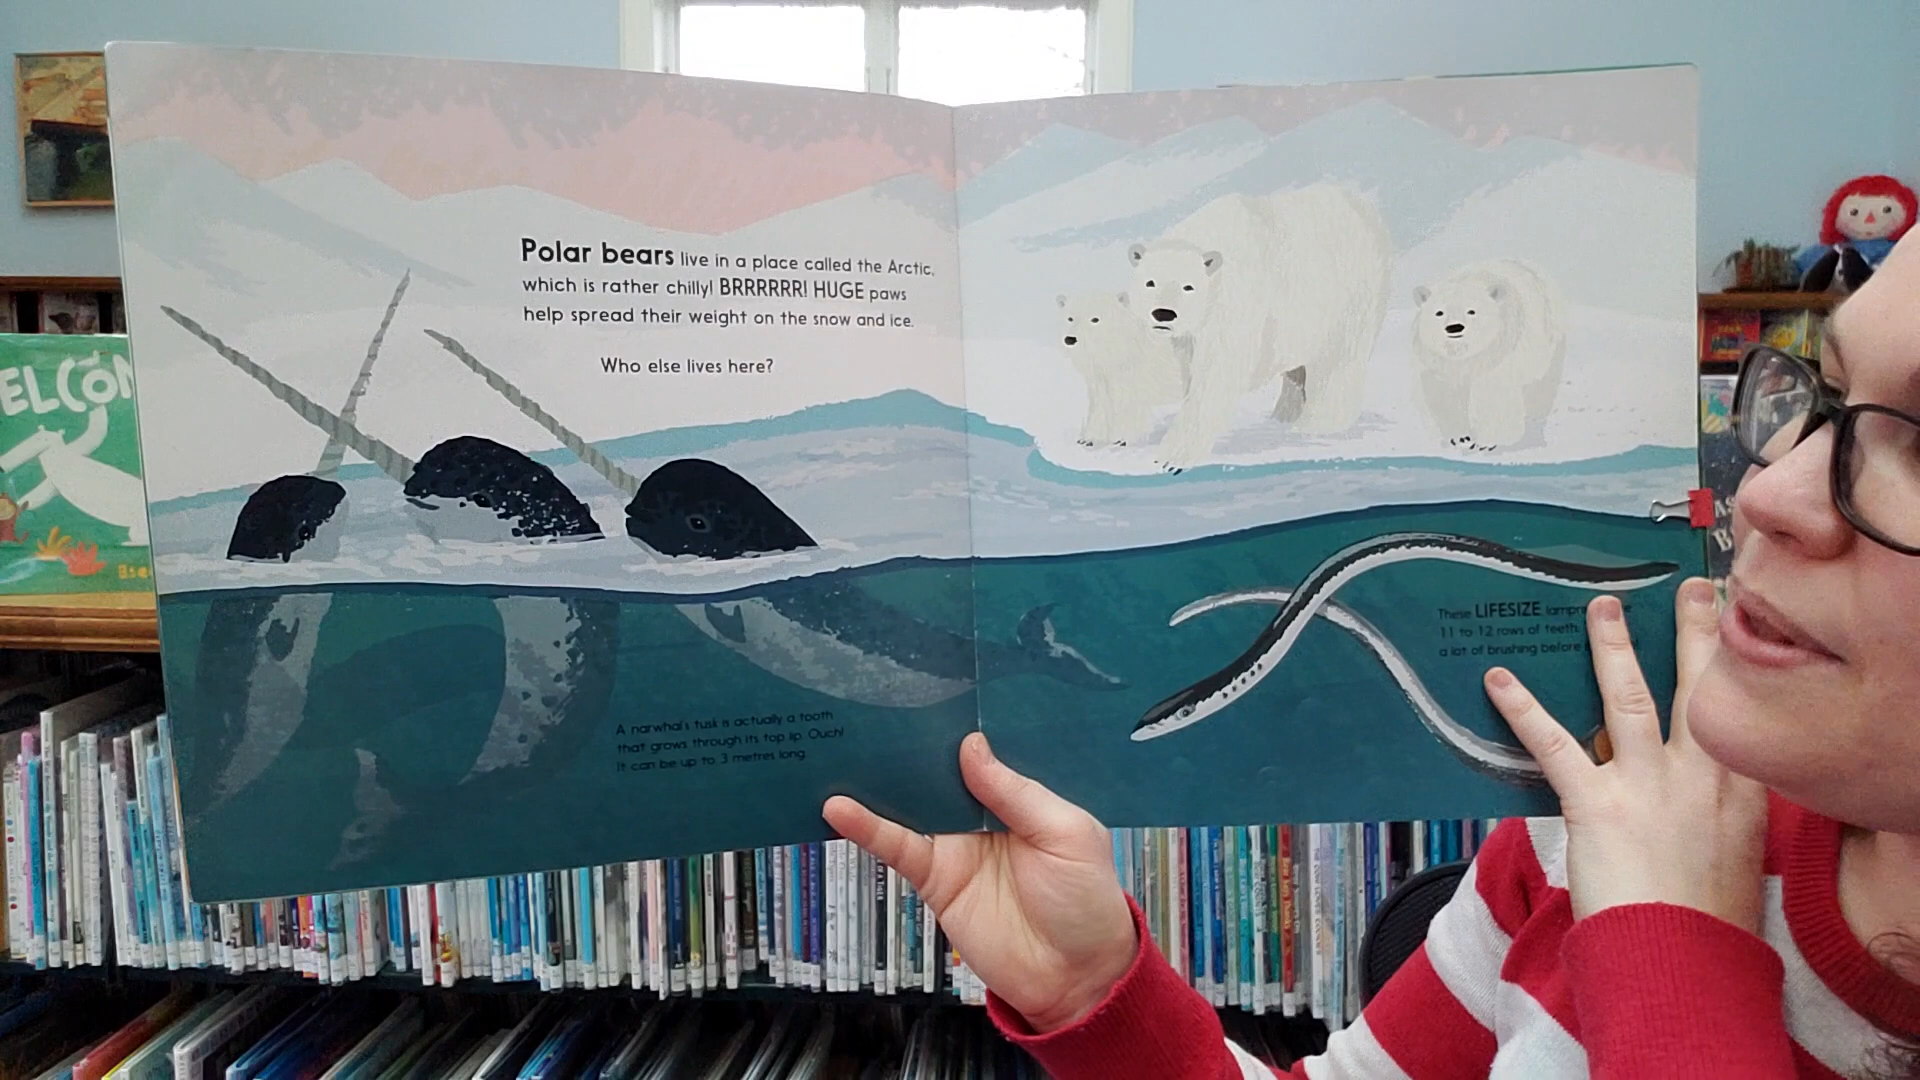 Polar bears live in a place called the Arctic,
which is rather chilly! BRRRRRR! HUGE paws
help spread their weight on the snow and ice.
Who else lives here?
A narwhal's tusk is actually a tooth
that grows through its top lip. Ouch!
It can be up to 3 metres long.
These LIFESIZE
11 to 12 rows of teeth.
a lot of brushing before
ELCOM